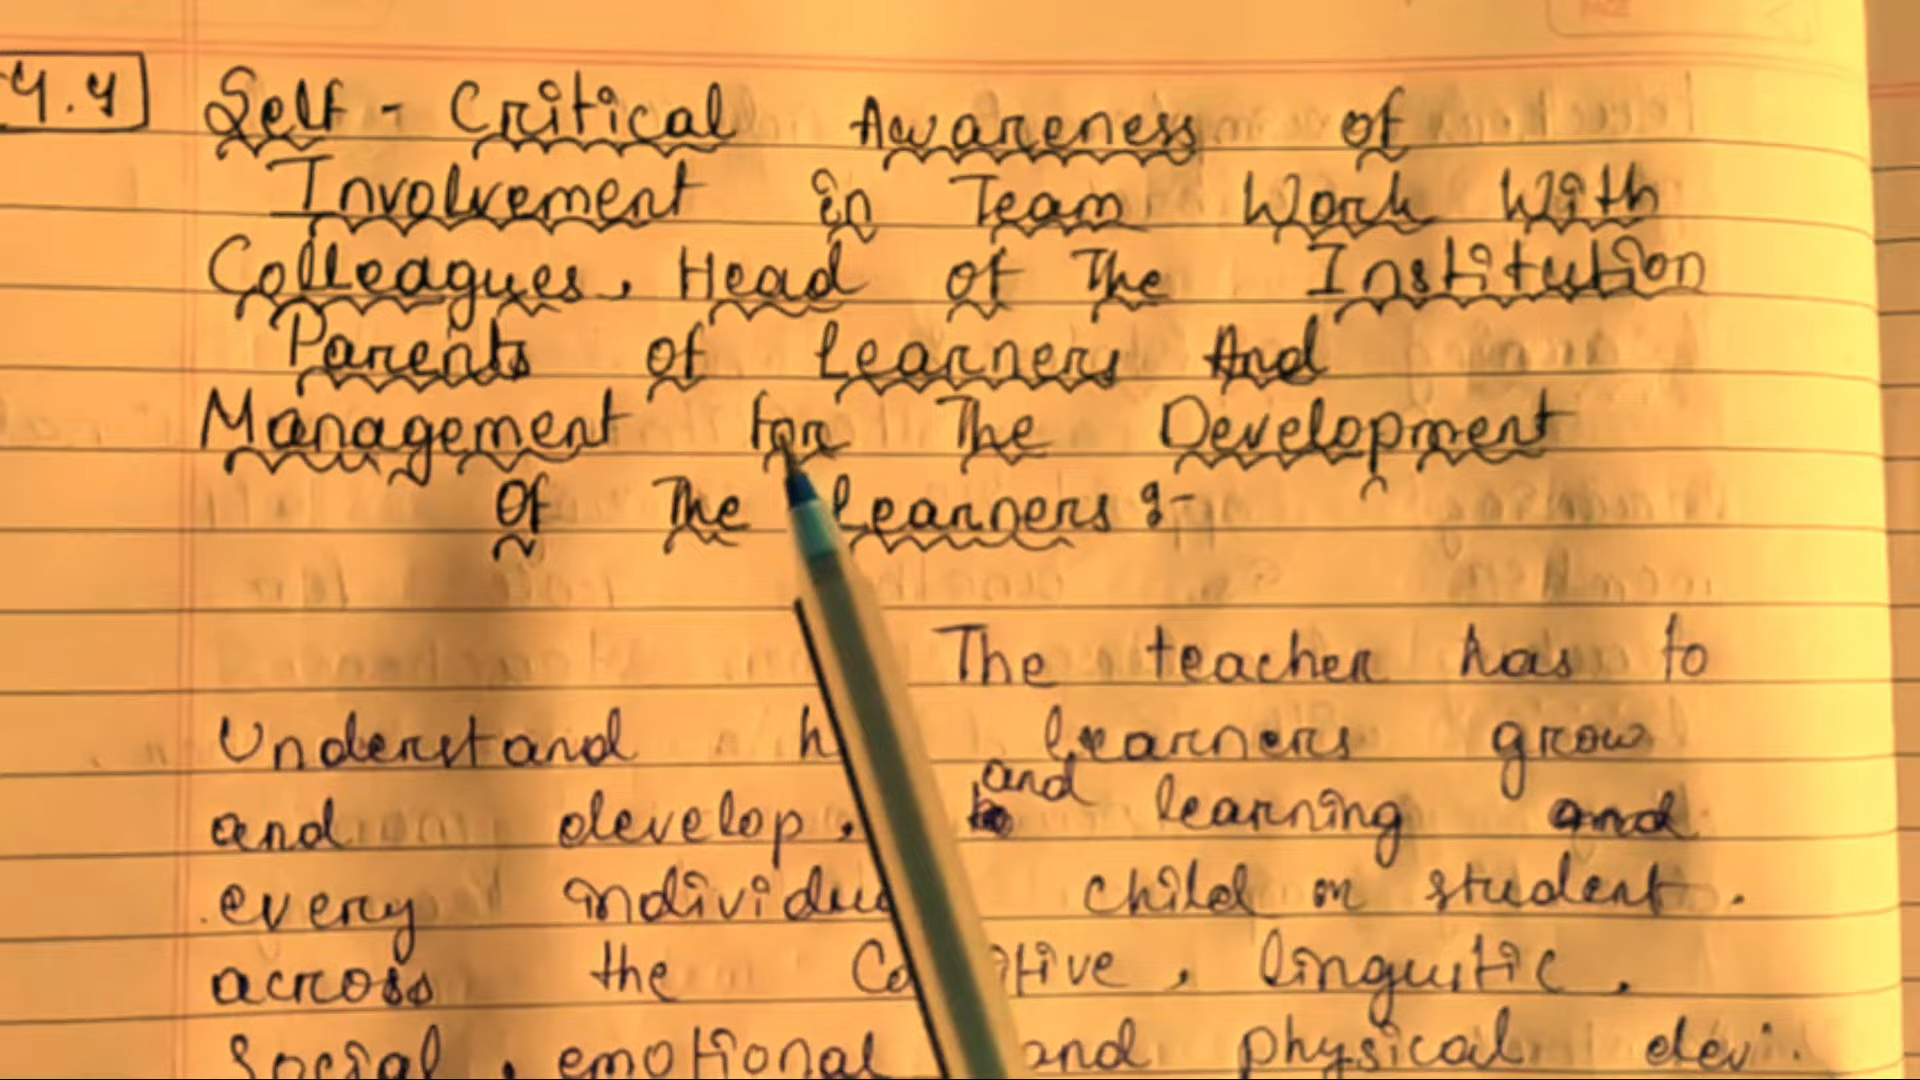 4.4 Self - Critical Awareness of
Involvement in Team Work With
Colleagues, Head of The Institution
Parents of Learners And
Management For The Development
Of The Learners :-
The teacher has to
Understand learners grow
and develop, and learning and
every child or student.
across the linguistic,
Social, emotional and physical dev.